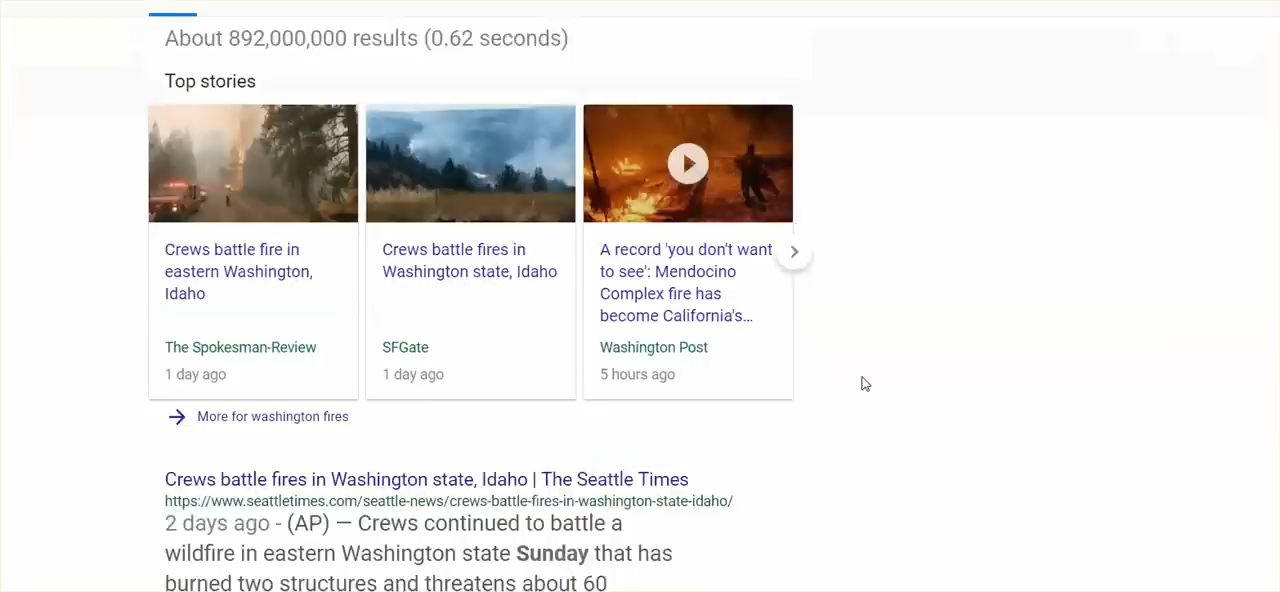 About 892,000,000 results (0.62 seconds)
Top stories
Crews battle fire in
eastern Washington,
Idaho
The Spokesman-Review
1 day ago
Crews battle fires in
Washington state, Idaho
SFGate
1 day ago
A record 'you don't want
to see': Mendocino
Complex fire has
become California's...
Washington Post
5 hours ago
More for washington fires
Crews battle fires in Washington state, Idaho | The Seattle Times
https://www.seattletimes.com/seattle-news/crews-battle-fires-in-washington-state-idaho/
2 days ago - (AP) — Crews continued to battle a
wildfire in eastern Washington state Sunday that has
burned two structures and threatens about 60